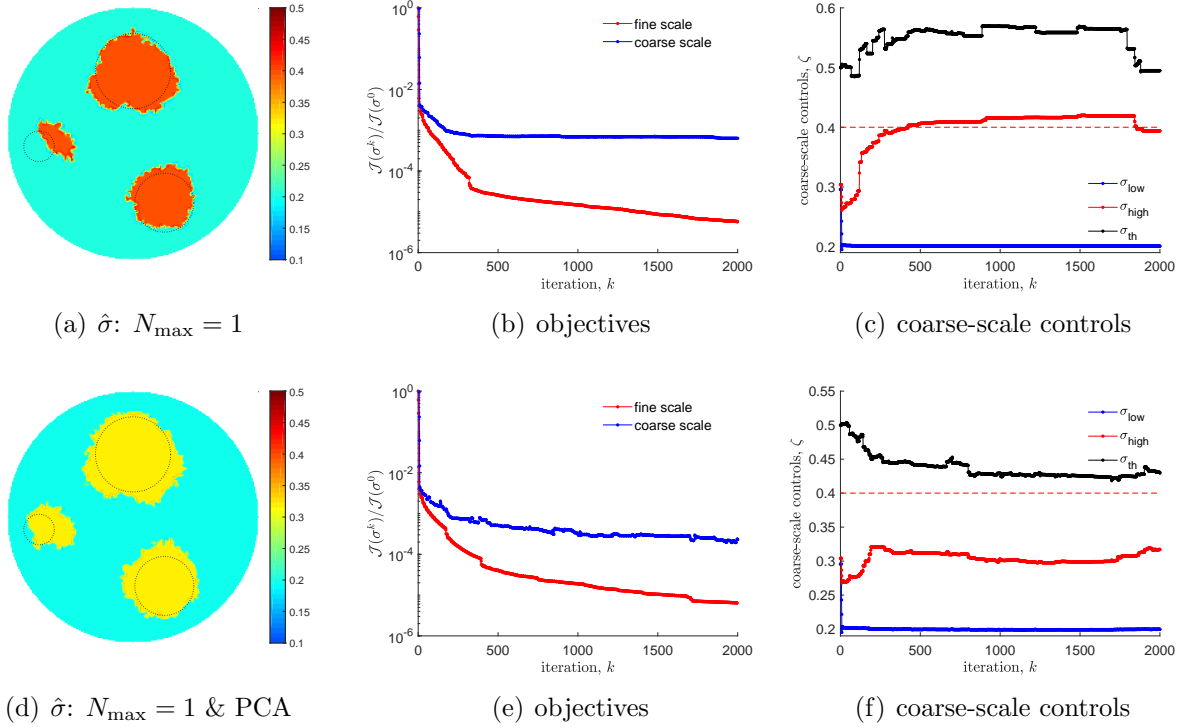 0.5
0.45
0.4
0.35
0.3
0.25
0.2
0.15
0.1
(a) σ̂: N_max = 1
10^0
10^-2
10^-4
10^-6
J(σ^k)/J(σ^0)
fine scale
coarse scale
0 500 1000 1500 2000
iteration, k
(b) objectives
0.6
0.5
0.4
0.3
0.2
coarse-scale controls, ζ
σ_low
σ_high
σ_th
0 500 1000 1500 2000
iteration, k
(c) coarse-scale controls
0.5
0.45
0.4
0.35
0.3
0.25
0.2
0.15
0.1
(d) σ̂: N_max = 1 & PCA
10^0
10^-2
10^-4
10^-6
J(σ^k)/J(σ^0)
fine scale
coarse scale
0 500 1000 1500 2000
iteration, k
(e) objectives
0.55
0.5
0.45
0.4
0.35
0.3
0.25
0.2
coarse-scale controls, ζ
σ_low
σ_high
σ_th
0 500 1000 1500 2000
iteration, k
(f) coarse-scale controls